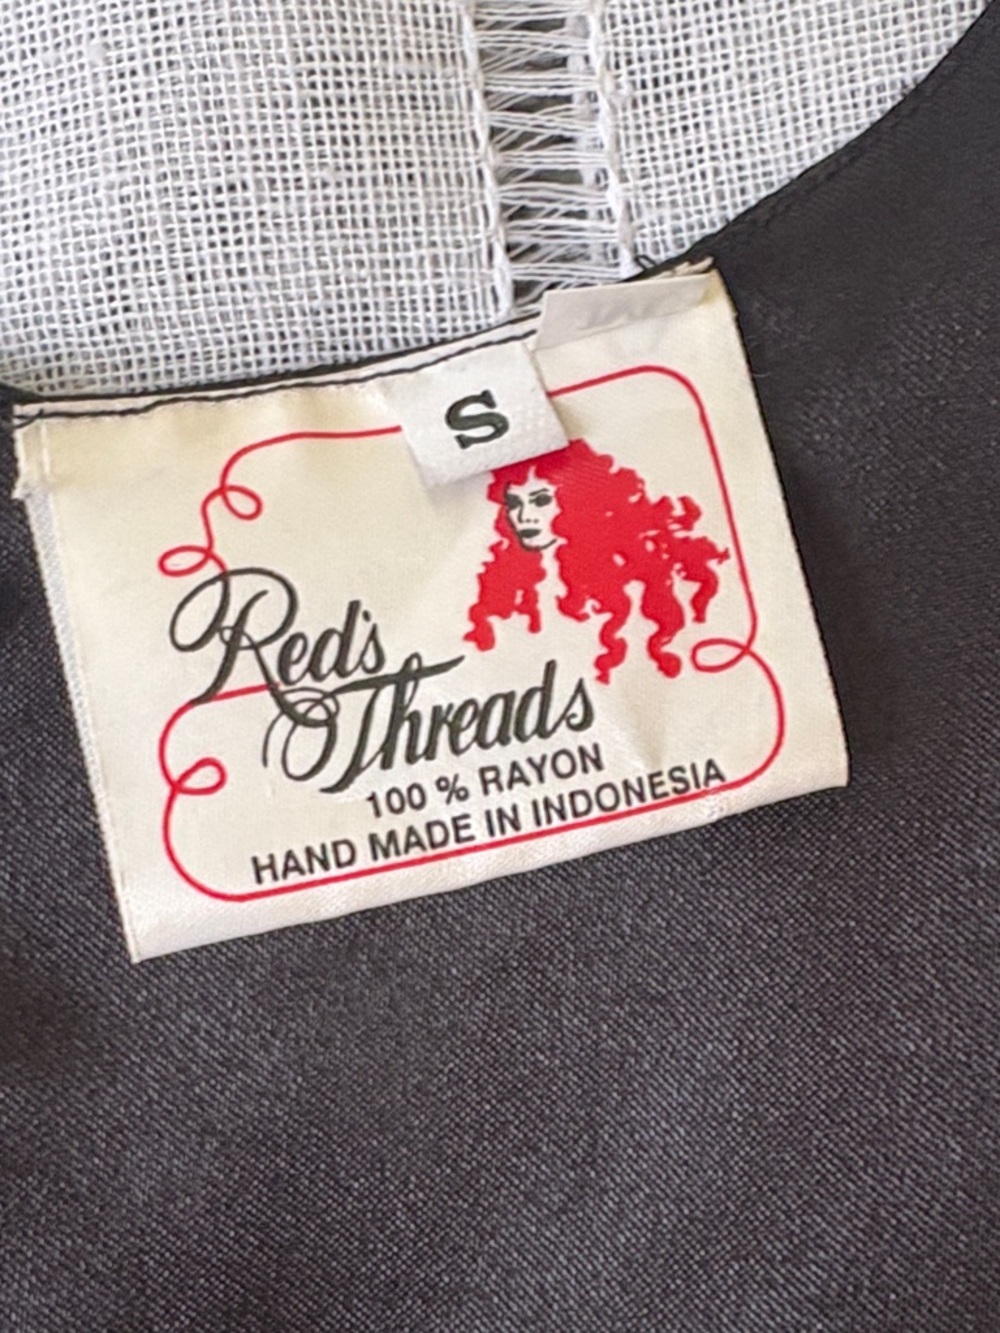 S
Red's
Threads
100 % RAYON
HAND MADE IN INDONESIA